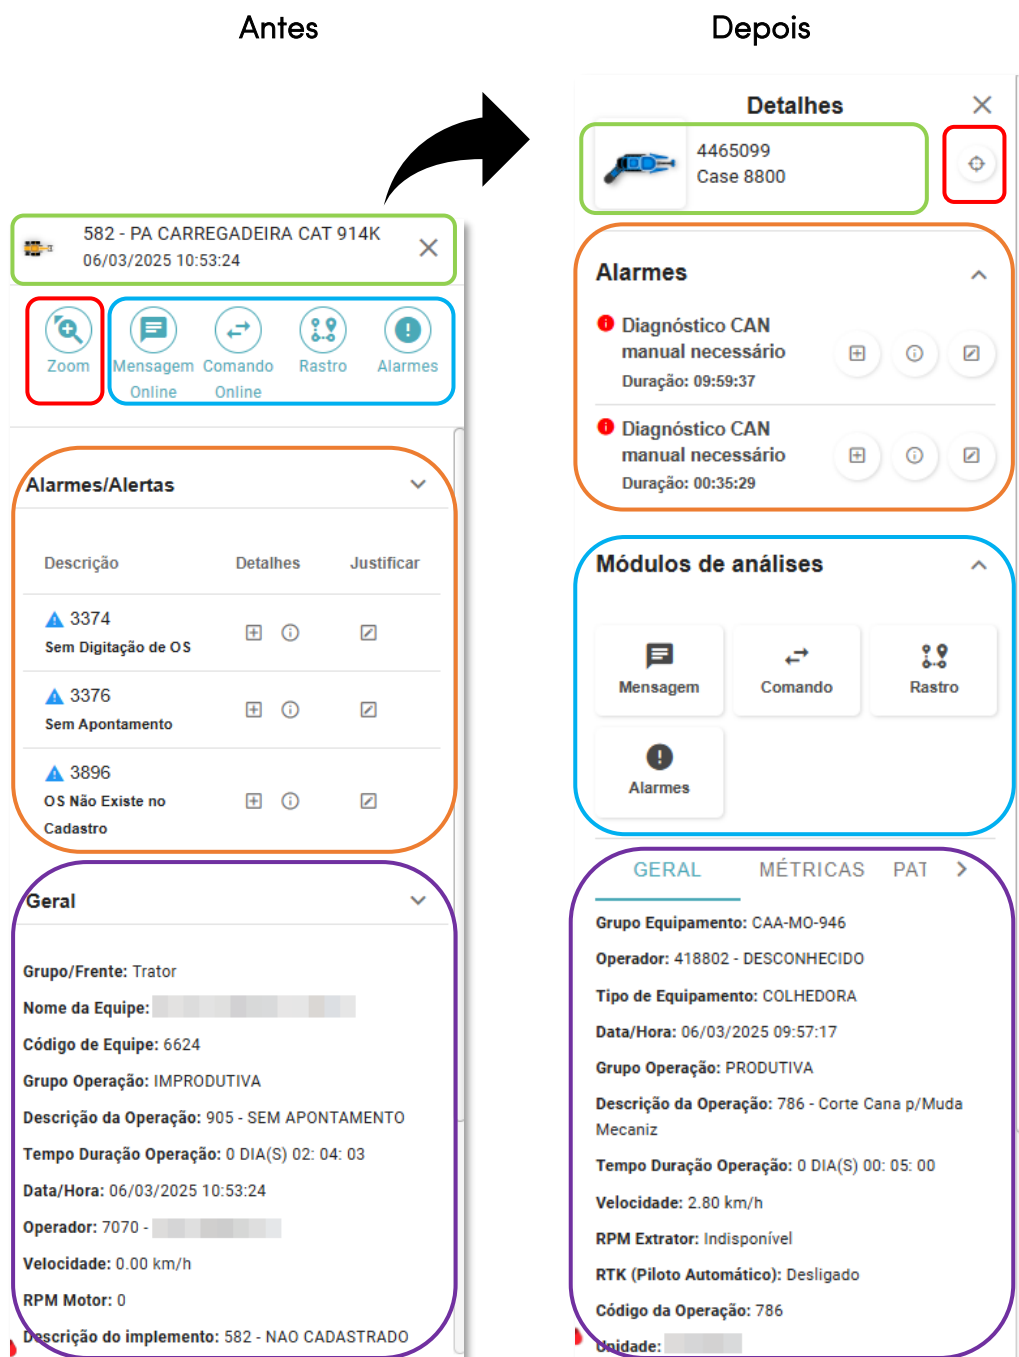 Antes
Depois
582 - PA CARREGADEIRA CAT 914K
06/03/2025 10:53:24
Zoom
Mensagem Online
Comando Online
Rastro
Alarmes
Alarmes/Alertas
Descrição
Detalhes
Justificar
3374
Sem Digitação de OS
3376
Sem Apontamento
3896
OS Não Existe no
Cadastro
Geral
Grupo/Frente: Trator
Nome da Equipe:
Código de Equipe: 6624
Grupo Operação: IMPRODUTIVA
Descrição da Operação: 905 - SEM APONTAMENTO
Tempo Duração Operação: 0 DIA(S) 02: 04: 03
Data/Hora: 06/03/2025 10:53:24
Operador: 7070 -
Velocidade: 0.00 km/h
RPM Motor: 0
Descrição do implemento: 582 - NAO CADASTRADO
Detalhes
4465099
Case 8800
Alarmes
Diagnóstico CAN
manual necessário
Duração: 09:59:37
Diagnóstico CAN
manual necessário
Duração: 00:35:29
Módulos de análises
Mensagem
Comando
Rastro
Alarmes
GERAL
MÉTRICAS
PAT
Grupo Equipamento: CAA-MO-946
Operador: 418802 - DESCONHECIDO
Tipo de Equipamento: COLHEDORA
Data/Hora: 06/03/2025 09:57:17
Grupo Operação: PRODUTIVA
Descrição da Operação: 786 - Corte Cana p/Muda
Mecaniz
Tempo Duração Operação: 0 DIA(S) 00: 05: 00
Velocidade: 2.80 km/h
RPM Extrator: Indisponível
RTK (Piloto Automático): Desligado
Código da Operação: 786
Unidade: